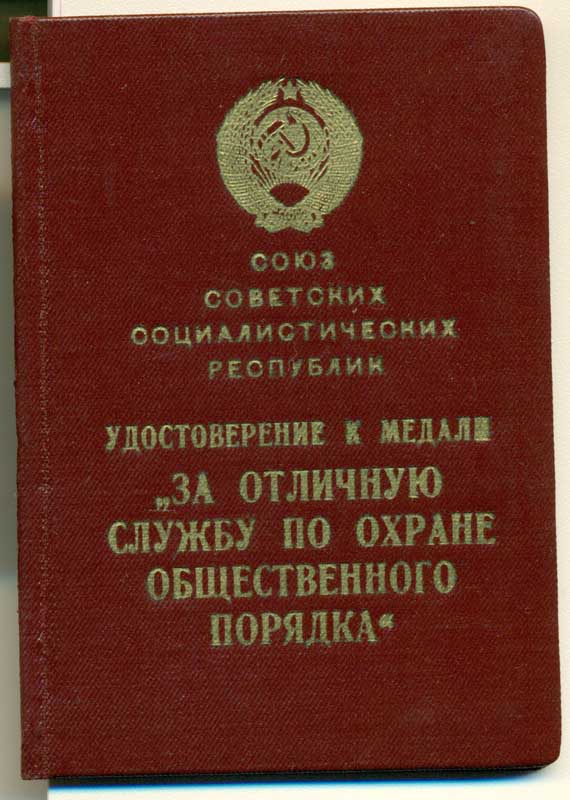 СОЮЗ
СОВЕТСКИХ
СОЦИАЛИСТИЧЕСКИХ
РЕСПУБЛИК
УДОСТОВЕРЕНИЕ К МЕДАЛИ
„ЗА ОТЛИЧНУЮ
СЛУЖБУ ПО ОХРАНЕ
ОБЩЕСТВЕННОГО
ПОРЯДКА“